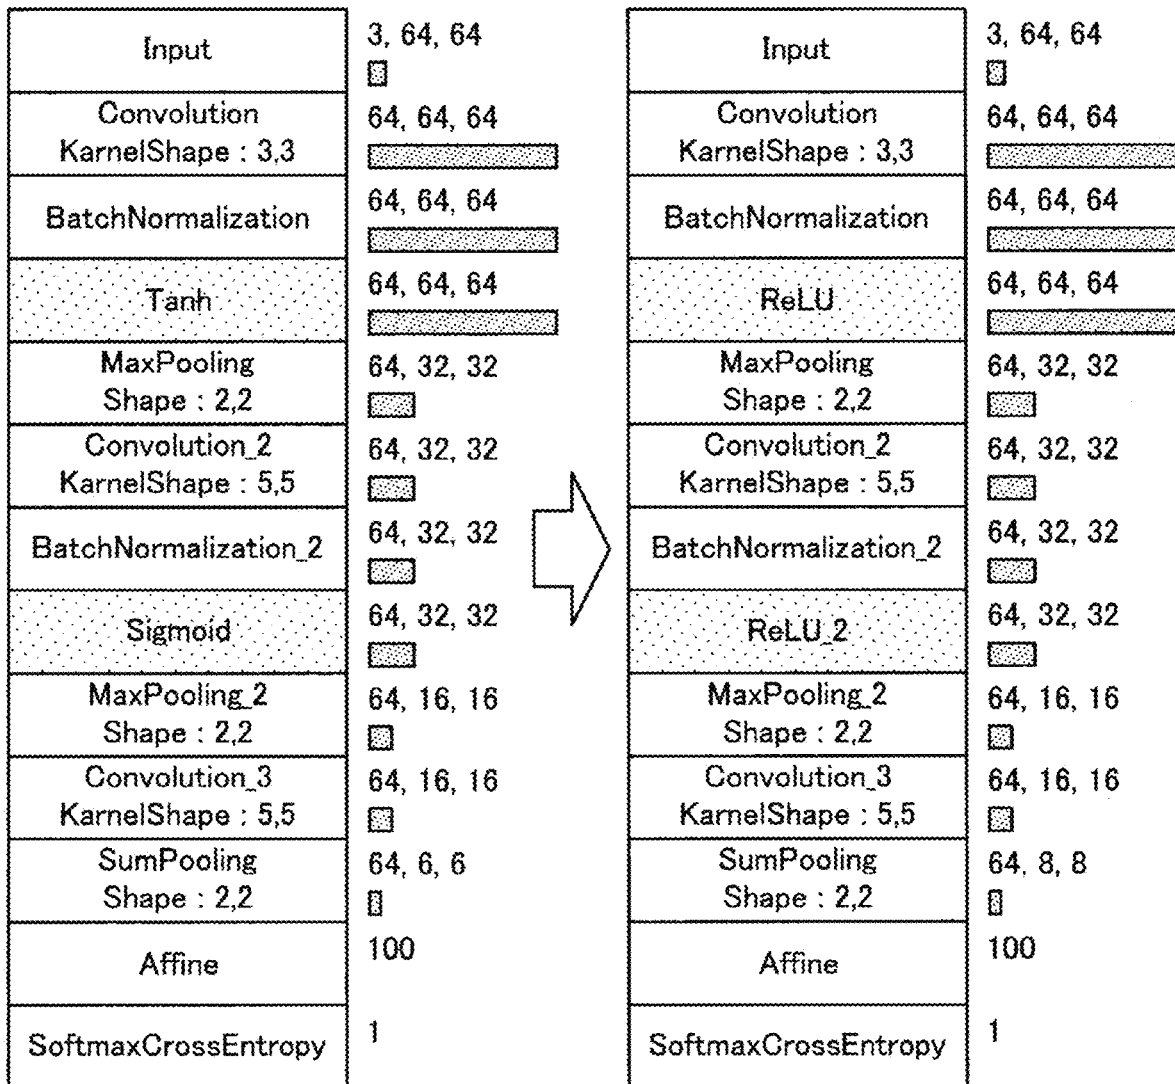 Input
3, 64, 64
Convolution
KarnelShape : 3,3
64, 64, 64
BatchNormalization
64, 64, 64
Tanh
64, 64, 64
MaxPooling
Shape : 2,2
64, 32, 32
Convolution_2
KarnelShape : 5,5
64, 32, 32
BatchNormalization_2
64, 32, 32
Sigmoid
64, 32, 32
MaxPooling_2
Shape : 2,2
64, 16, 16
Convolution_3
KarnelShape : 5,5
64, 16, 16
SumPooling
Shape : 2,2
64, 6, 6
Affine
100
SoftmaxCrossEntropy
1
Input
3, 64, 64
Convolution
KarnelShape : 3,3
64, 64, 64
BatchNormalization
64, 64, 64
ReLU
64, 64, 64
MaxPooling
Shape : 2,2
64, 32, 32
Convolution_2
KarnelShape : 5,5
64, 32, 32
BatchNormalization_2
64, 32, 32
ReLU_2
64, 32, 32
MaxPooling_2
Shape : 2,2
64, 16, 16
Convolution_3
KarnelShape : 5,5
64, 16, 16
SumPooling
Shape : 2,2
64, 8, 8
Affine
100
SoftmaxCrossEntropy
1